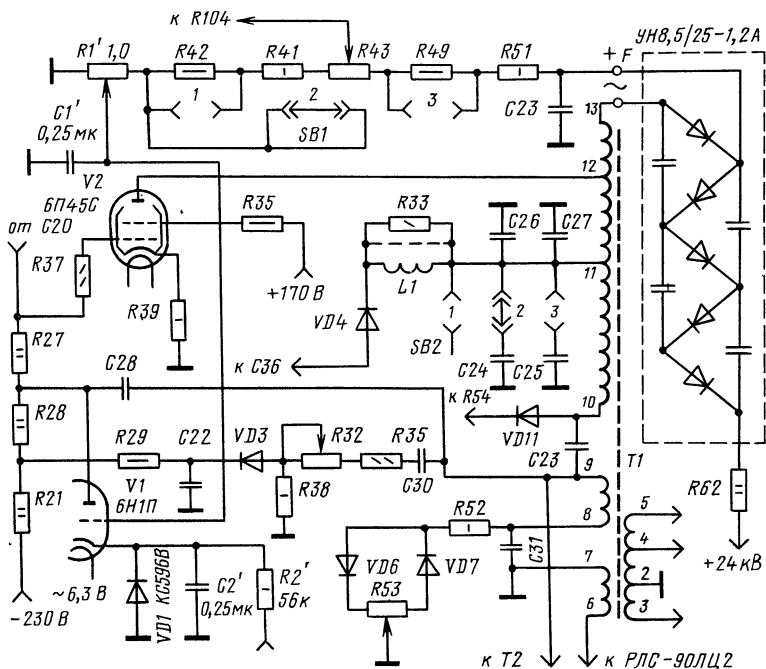 к R104
УН8,5/25-1,2А
R1' 1,0
R42
R41
R43
R49
R51
+ F
~
1
2
3
SB1
C23
13
C1'
0,25мк
V2
6П45С
12
от C20
R35
R33
C26
C27
R37
+170 В
L1
11
R39
VD4
1
2
3
SB2
R27
к C36
C24
C25
C28
к R54
10
R28
VD11
R29
C22
VD3
R32
R35
C30
C23
9
T1
V1
6Н1П
R21
R38
R52
8
R62
5
7
4
C31
VD6
VD7
2
+24кВ
~6,3 В
VD1 КС596В
C2'
0,25мк
R2'
56к
R53
6
3
-230 В
к T2
к РЛС-90ЛЦ2